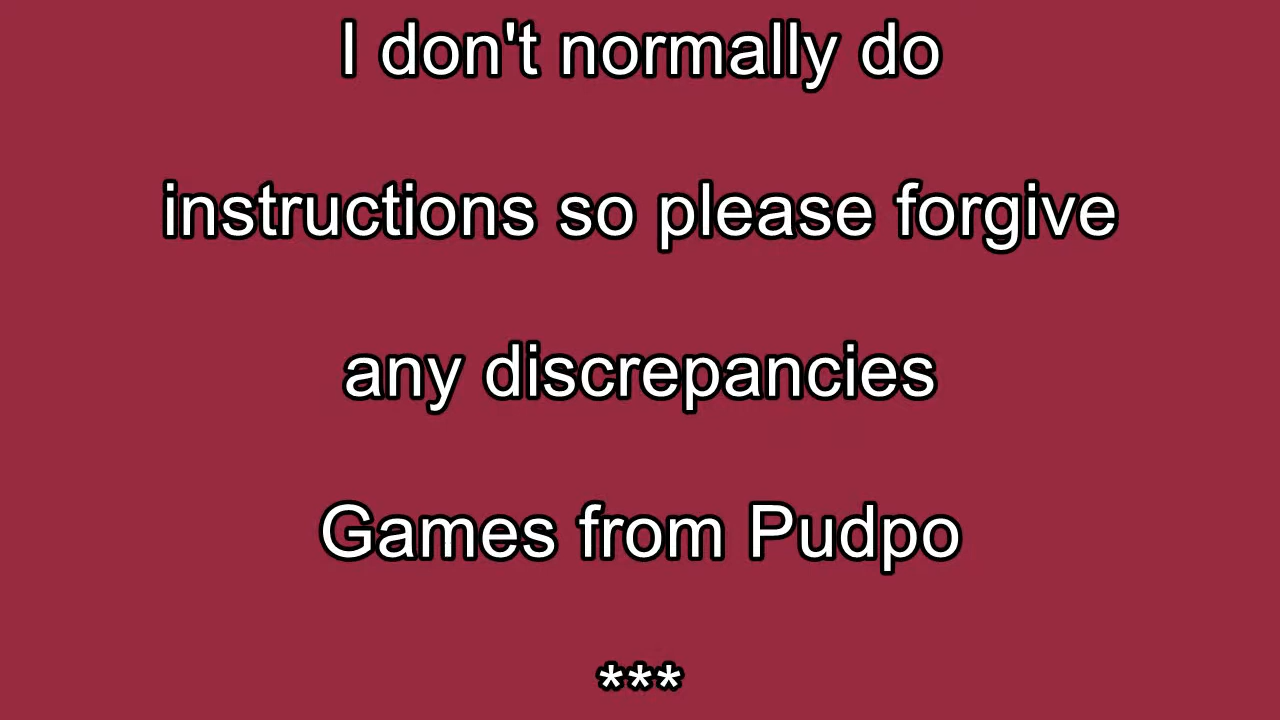 I don't normally do
instructions so please forgive
any discrepancies
Games from Pudpo
***